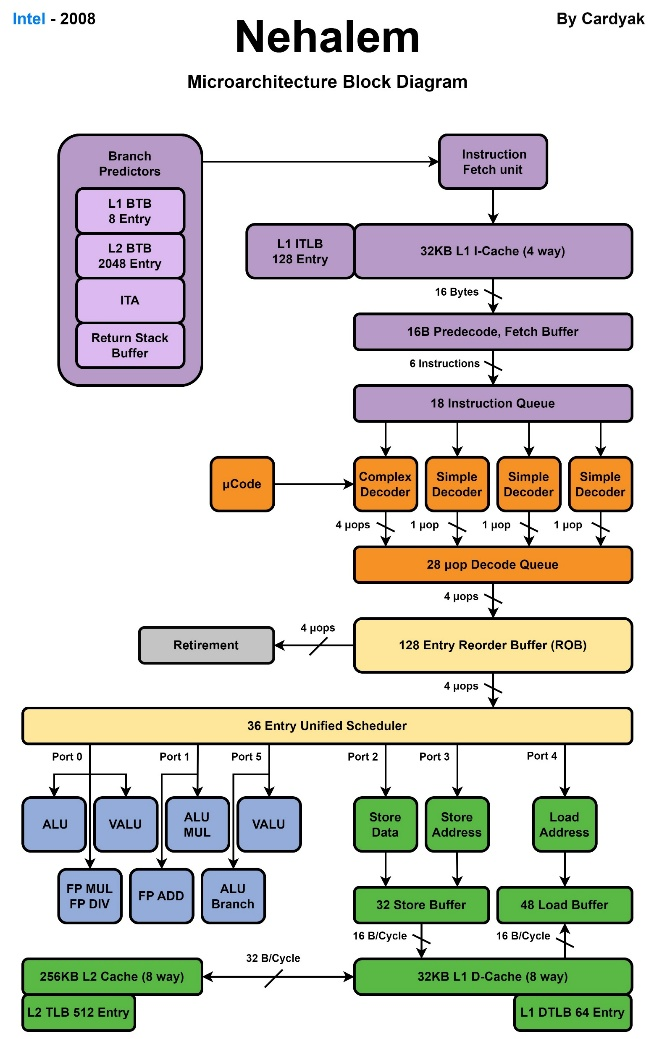 Intel - 2008
By Cardyak
Nehalem
Microarchitecture Block Diagram
Branch
Predictors
L1 BTB
8 Entry
L2 BTB
2048 Entry
ITA
Return Stack
Buffer
Instruction
Fetch unit
L1 ITLB
128 Entry
32KB L1 I-Cache (4 way)
16 Bytes
16B Predecode, Fetch Buffer
6 Instructions
18 Instruction Queue
µCode
Complex
Decoder
Simple
Decoder
Simple
Decoder
Simple
Decoder
4 µops
1 µop
1 µop
1 µop
28 µop Decode Queue
4 µops
Retirement
4 µops
128 Entry Reorder Buffer (ROB)
4 µops
36 Entry Unified Scheduler
Port 0
Port 1
Port 5
Port 2
Port 3
Port 4
ALU
VALU
ALU
MUL
VALU
Store
Data
Store
Address
Load
Address
FP MUL
FP DIV
FP ADD
ALU
Branch
32 Store Buffer
48 Load Buffer
16 B/Cycle
16 B/Cycle
256KB L2 Cache (8 way)
32 B/Cycle
32KB L1 D-Cache (8 way)
L2 TLB 512 Entry
L1 DTLB 64 Entry